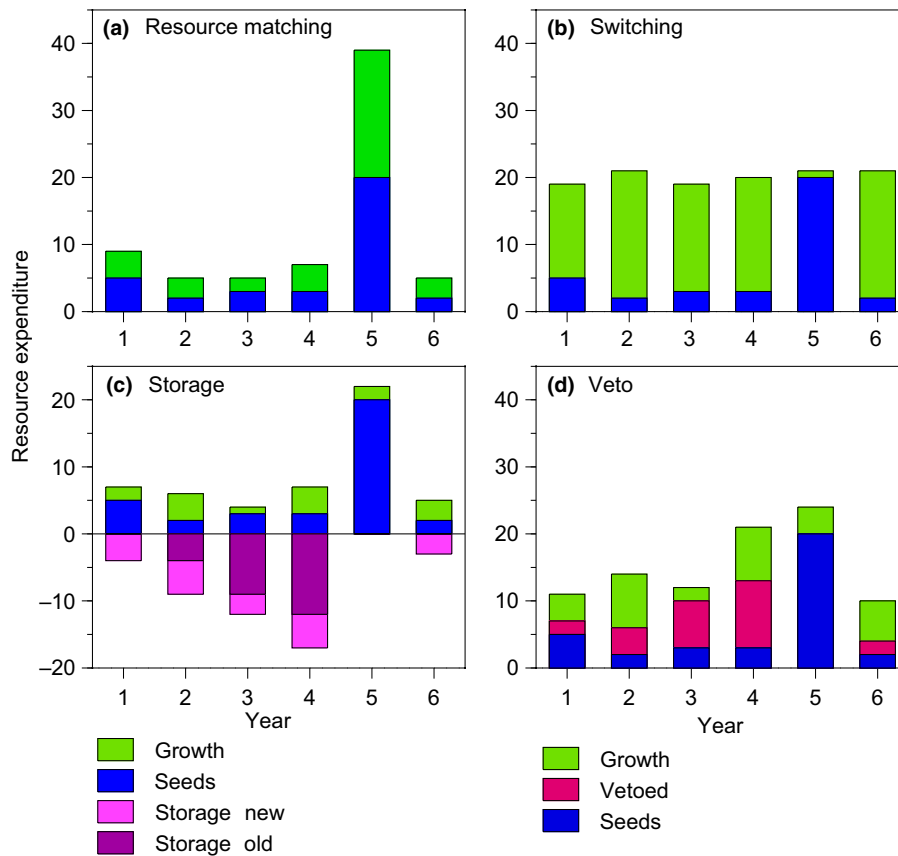 (a) Resource matching
40
30
20
10
0
1 2 3 4 5 6
(b) Switching
40
30
20
10
0
1 2 3 4 5 6
Resource expenditure
(c) Storage
20
10
0
–10
–20
1 2 3 4 5 6
Year
(d) Veto
40
30
20
10
0
1 2 3 4 5 6
Year
Growth
Seeds
Storage new
Storage old
Growth
Vetoed
Seeds